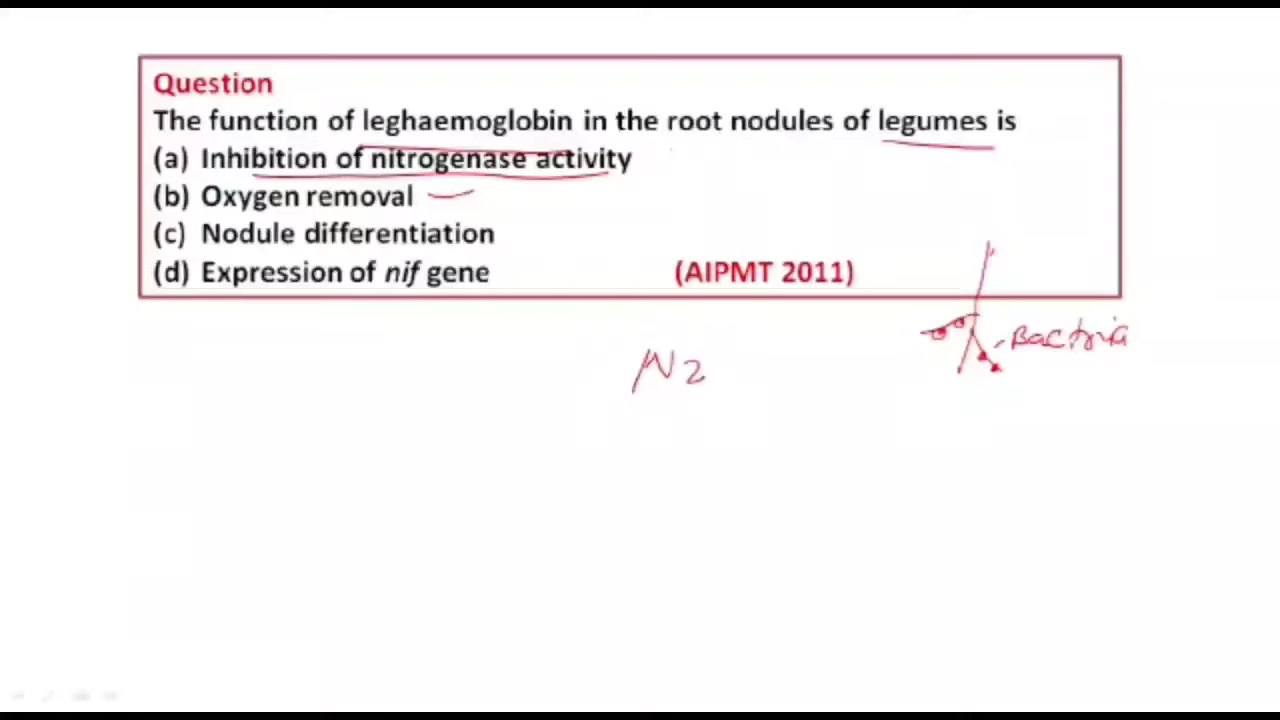 Question
The function of leghaemoglobin in the root nodules of legumes is
(a) Inhibition of nitrogenase activity
(b) Oxygen removal
(c) Nodule differentiation
(d) Expression of nif gene (AIPMT 2011)
Bactria
N2